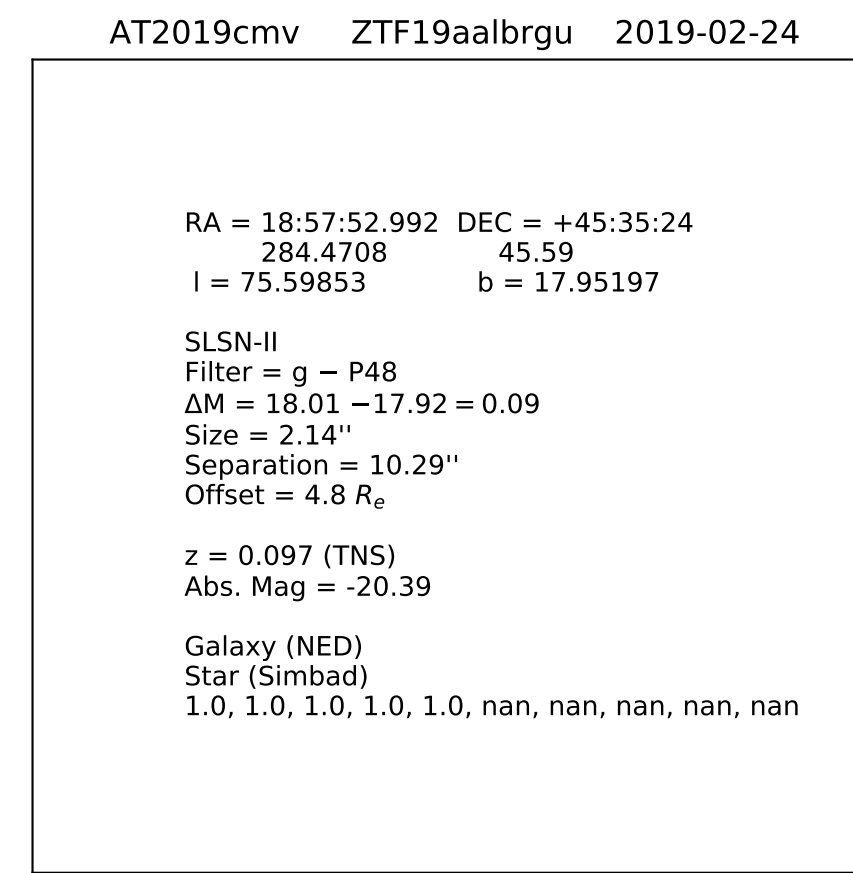 AT2019cmv ZTF19aalbrgu 2019-02-24
RA = 18:57:52.992 DEC = +45:35:24
284.4708 45.59
l = 75.59853 b = 17.95197
SLSN-II
Filter = g − P48
ΔM = 18.01 −17.92 = 0.09
Size = 2.14''
Separation = 10.29''
Offset = 4.8 Rₑ
z = 0.097 (TNS)
Abs. Mag = -20.39
Galaxy (NED)
Star (Simbad)
1.0, 1.0, 1.0, 1.0, 1.0, nan, nan, nan, nan, nan